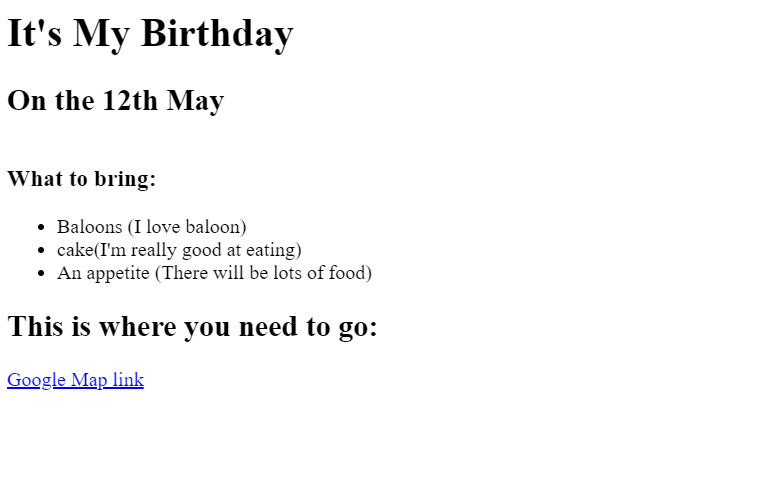 It's My Birthday
On the 12th May
What to bring:
Baloons (I love baloon)
cake(I'm really good at eating)
An appetite (There will be lots of food)
This is where you need to go:
Google Map link